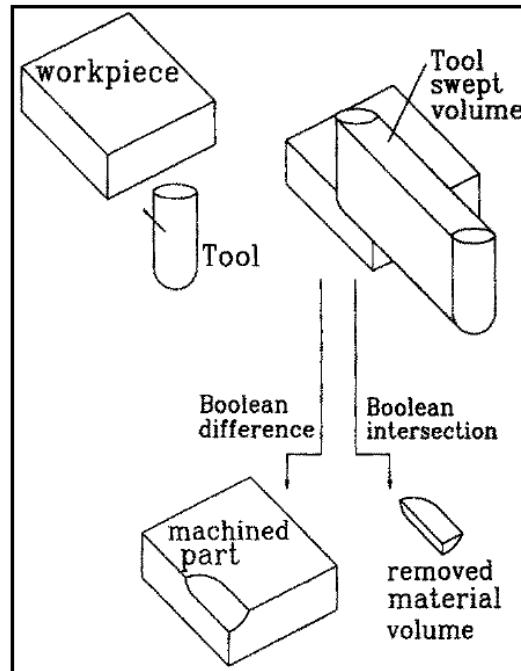 workpiece
Tool
swept
volume
Tool
Boolean
difference
Boolean
intersection
machined
part
removed
material
volume